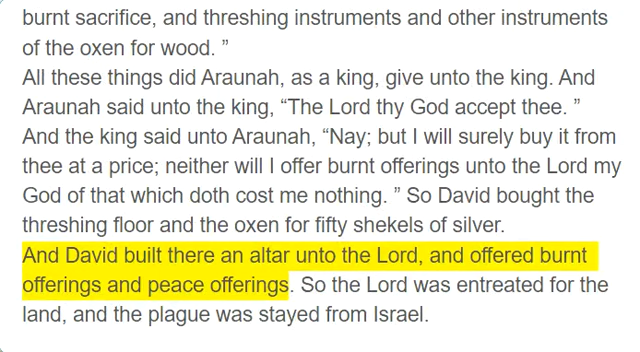 burnt sacrifice, and threshing instruments and other instruments
of the oxen for wood. ”
All these things did Araunah, as a king, give unto the king. And
Araunah said unto the king, “The Lord thy God accept thee. ”
And the king said unto Araunah, “Nay; but I will surely buy it from
thee at a price; neither will I offer burnt offerings unto the Lord my
God of that which doth cost me nothing. ” So David bought the
threshing floor and the oxen for fifty shekels of silver.
And David built there an altar unto the Lord, and offered burnt
offerings and peace offerings. So the Lord was entreated for the
land, and the plague was stayed from Israel.